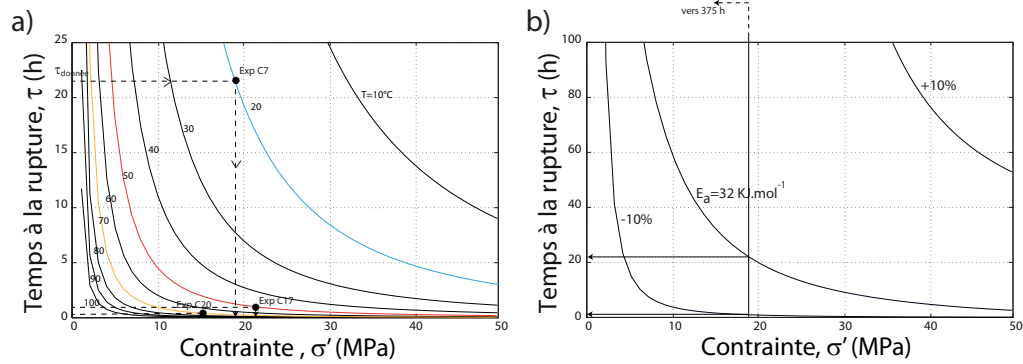 a)
Temps à la rupture, τ (h)
25
20
15
10
5
0
τdonnée
Exp C7
T=10°C
20
30
40
50
60
70
80
90
100
Exp C20
Exp C17
0
10
20
30
40
50
Contrainte , σ' (MPa)
b)
vers 375 h
Temps à la rupture, τ (h)
100
80
60
40
20
0
+10%
Ea=32 KJ.mol-1
-10%
0
10
20
30
40
50
Contrainte, σ' (MPa)